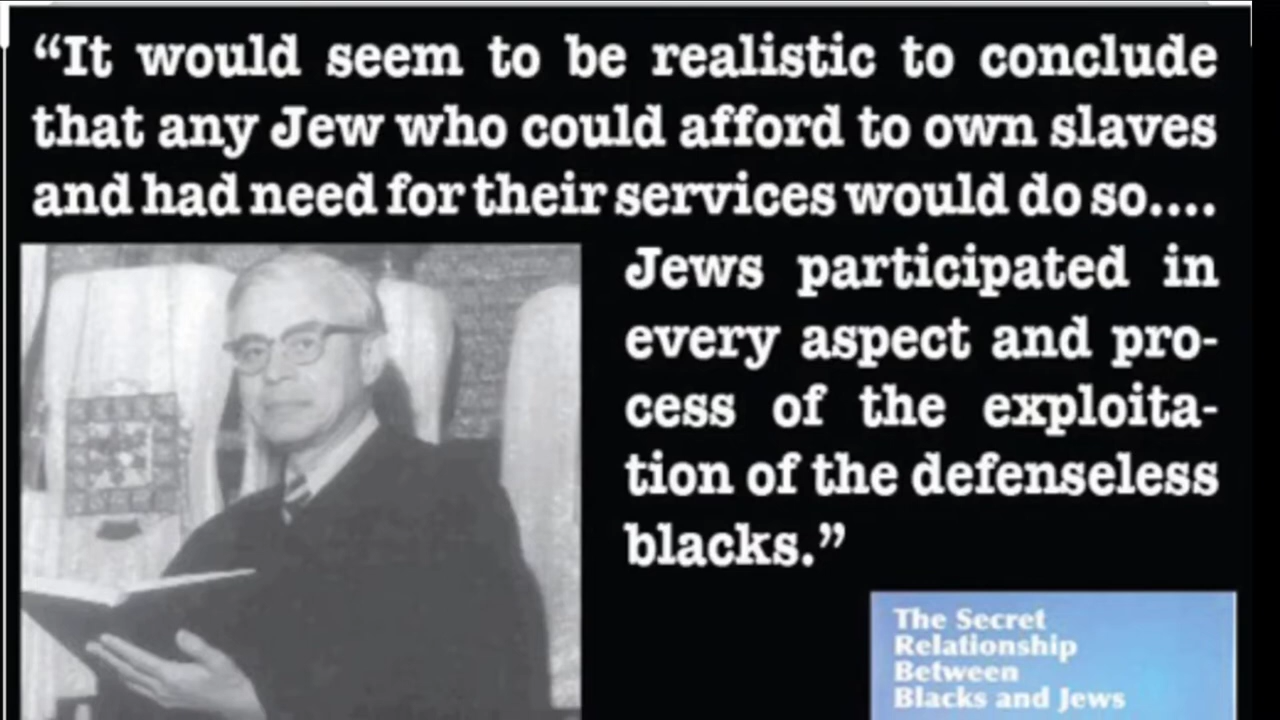 “It would seem to be realistic to conclude
that any Jew who could afford to own slaves
and had need for their services would do so....
Jews participated in
every aspect and pro-
cess of the exploita-
tion of the defenseless
blacks.”
The Secret
Relationship
Between
Blacks and Jews